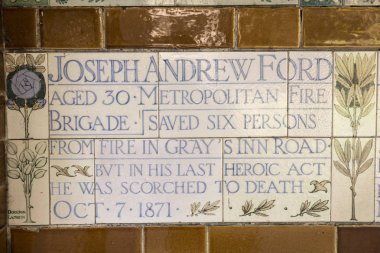 JOSEPH ANDREW FORD
AGED 30 · METROPOLITAN FIRE
BRIGADE · SAVED SIX PERSONS
FROM FIRE IN GRAY'S INN ROAD
BVT IN HIS LAST HEROIC ACT
HE WAS SCORCHED TO DEATH
OCT · 7 · 1871 ·